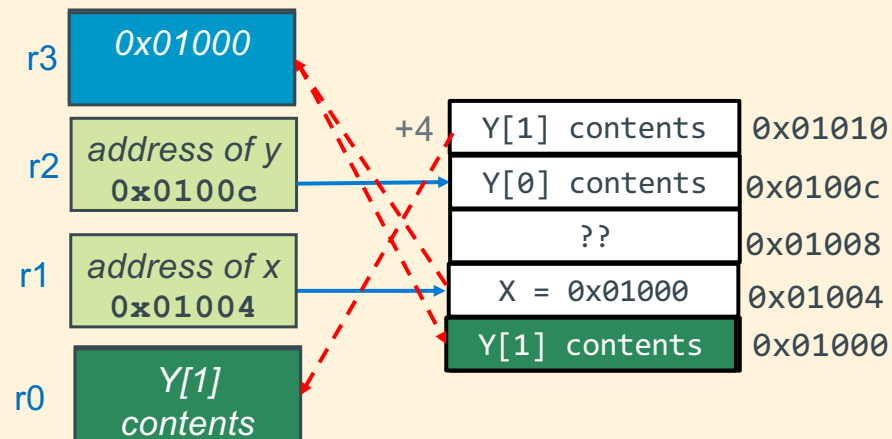 r3
0x01000
r2
address of y
0x0100c
r1
address of x
0x01004
r0
Y[1]
contents
+4
Y[1] contents
0x01010
Y[0] contents
0x0100c
??
0x01008
X = 0x01000
0x01004
Y[1] contents
0x01000